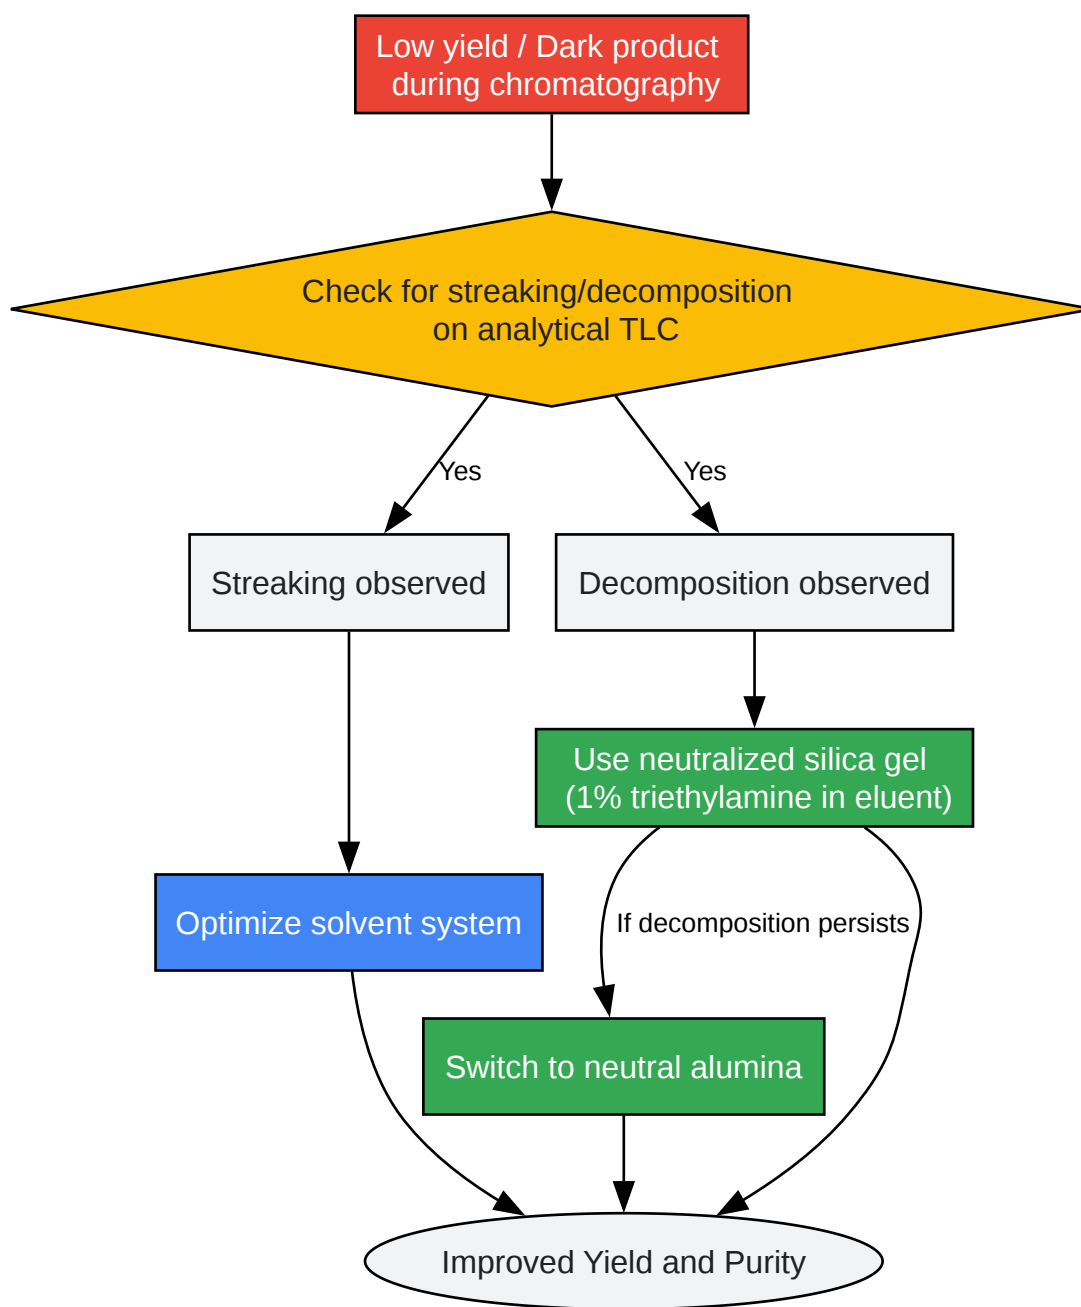 Low yield / Dark product
during chromatography
Check for streaking/decomposition
on analytical TLC
Yes
Yes
Streaking observed
Decomposition observed
Use neutralized silica gel
(1% triethylamine in eluent)
Optimize solvent system
If decomposition persists
Switch to neutral alumina
Improved Yield and Purity